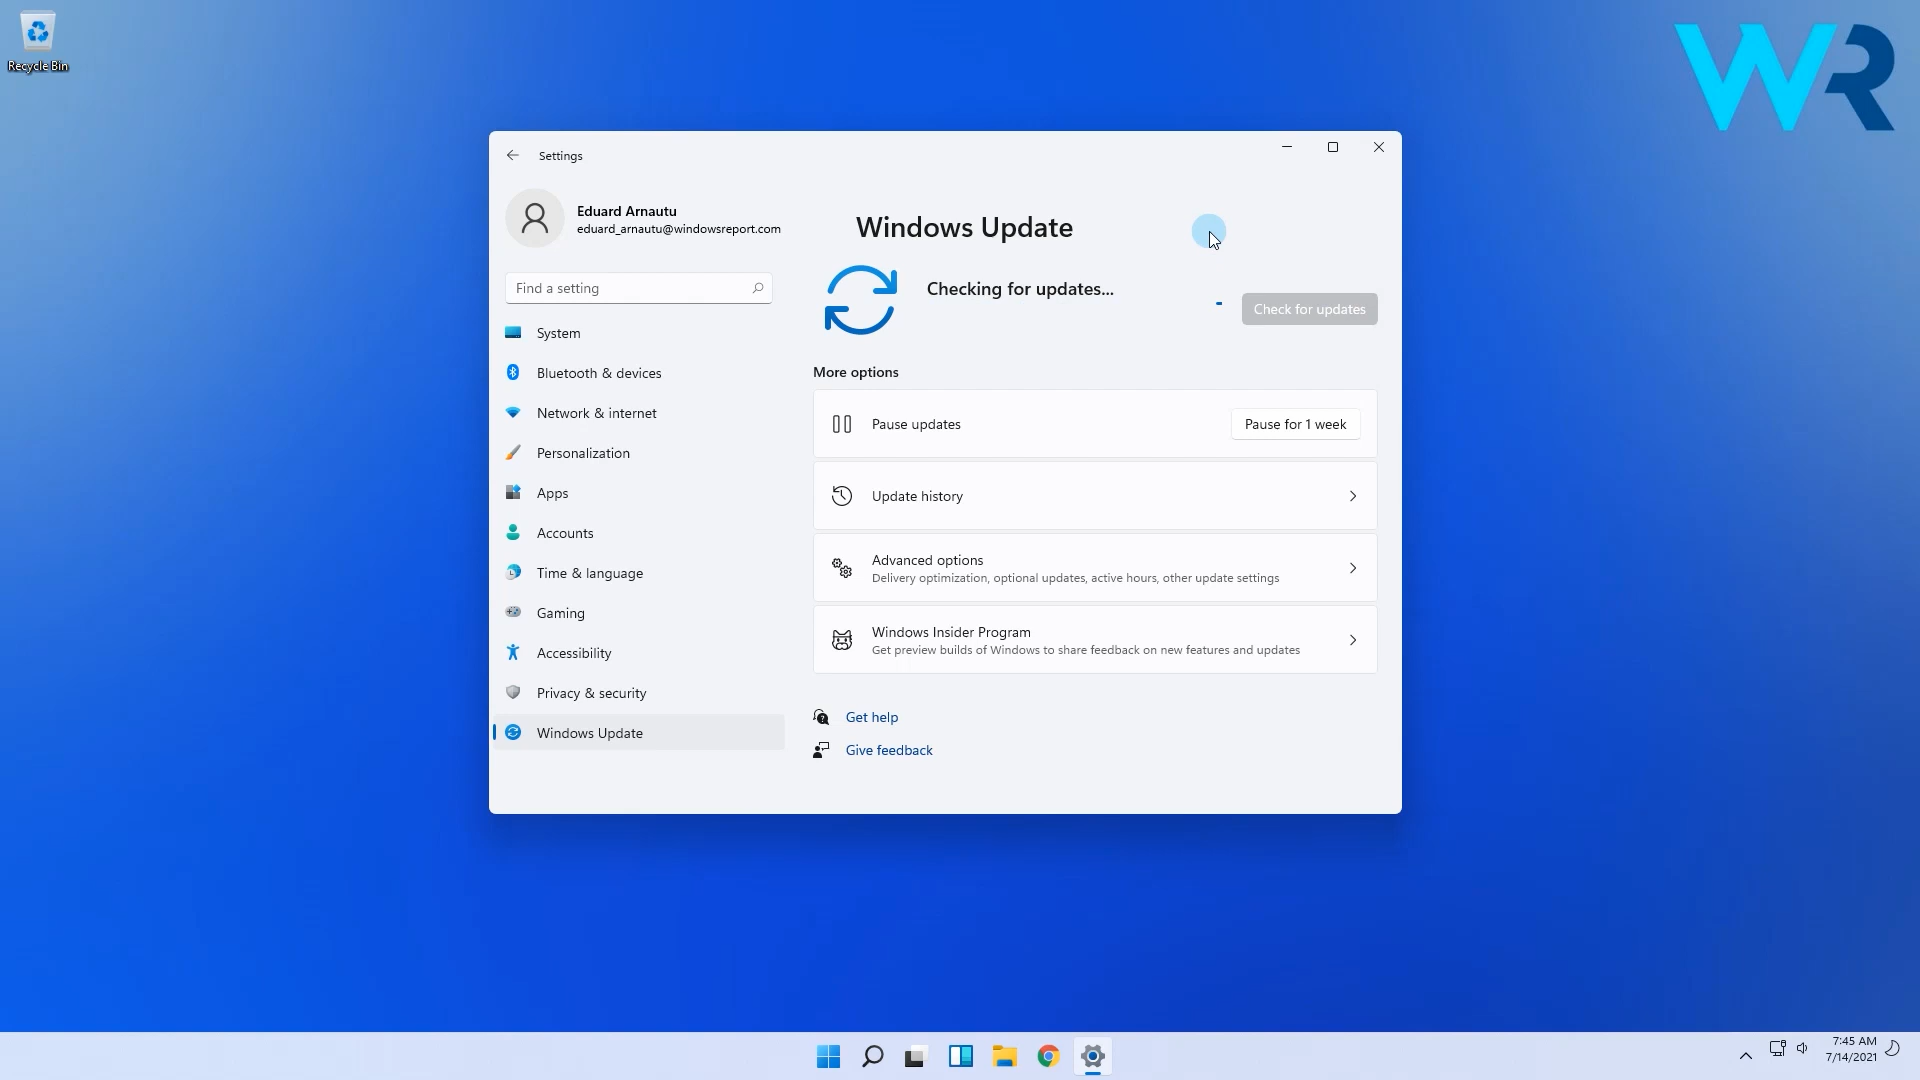 Recycle Bin
WR
Settings
Eduard Arnautu
eduard_arnautu@windowsreport.com
Find a setting
System
Bluetooth & devices
Network & internet
Personalization
Apps
Accounts
Time & language
Gaming
Accessibility
Privacy & security
Windows Update
Windows Update
Checking for updates...
Check for updates
More options
Pause updates
Pause for 1 week
Update history
Advanced options
Delivery optimization, optional updates, active hours, other update settings
Windows Insider Program
Get preview builds of Windows to share feedback on new features and updates
Get help
Give feedback
7:45 AM
7/14/2021